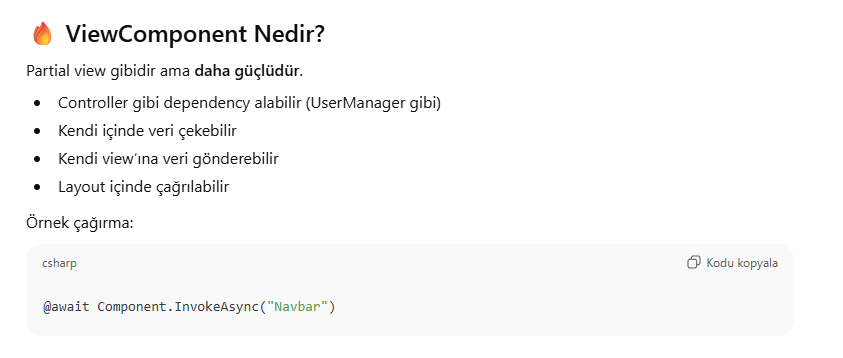 🔥 ViewComponent Nedir?
Partial view gibidir ama daha güçlüdür.
• Controller gibi dependency alabilir (UserManager gibi)
• Kendi içinde veri çekebilir
• Kendi view’ına veri gönderebilir
• Layout içinde çağrılabilir
Örnek çağırma:
csharp
Kodu kopyala
@await Component.InvokeAsync("Navbar")